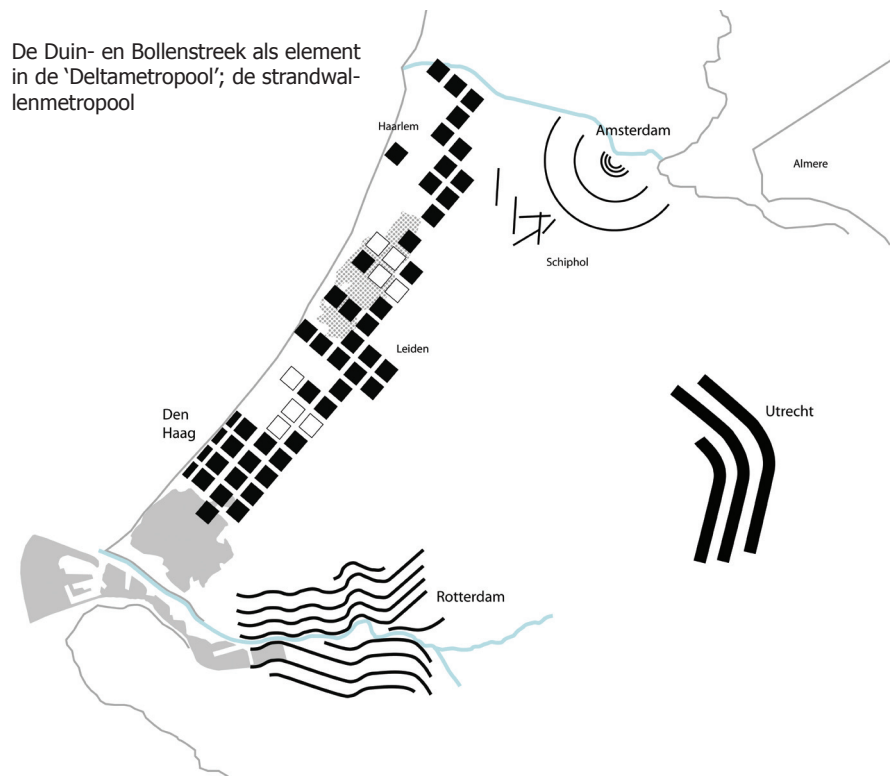 De Duin- en Bollenstreek als element
in de ‘Deltametropool’; de strandwal-
lenmetropool
Haarlem
Amsterdam
Almere
Schiphol
Leiden
Den
Haag
Utrecht
Rotterdam